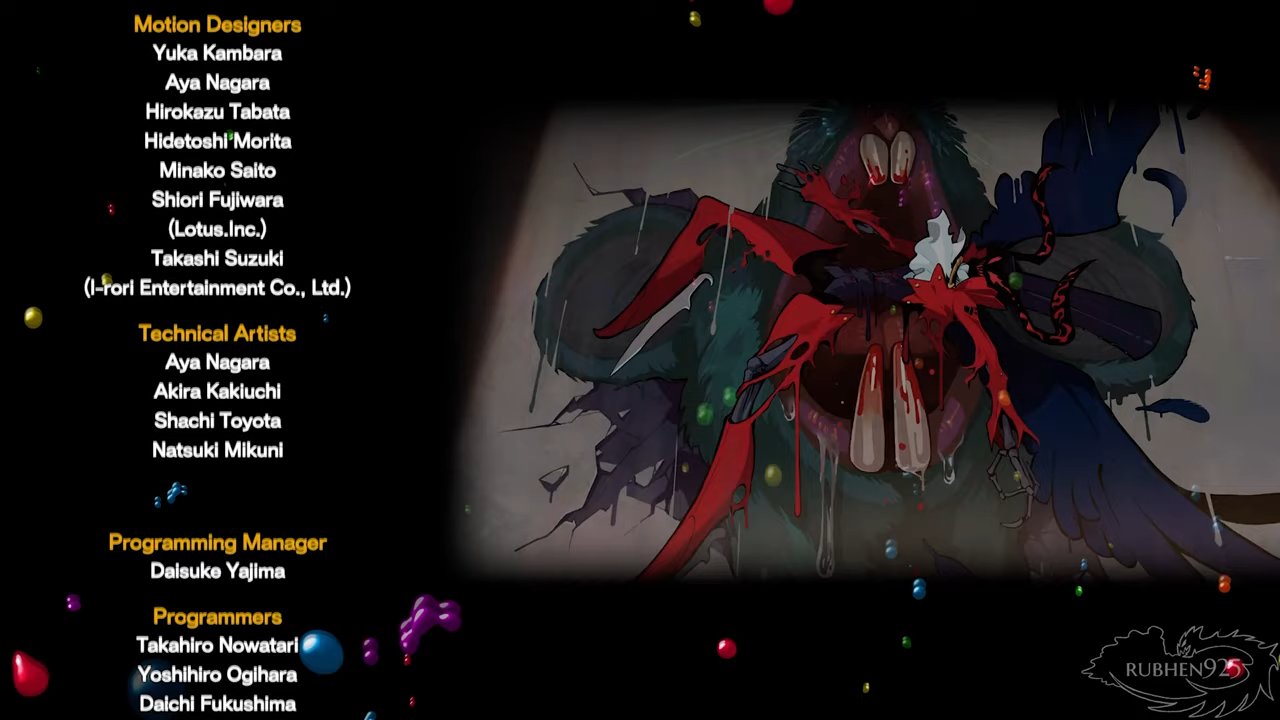 Motion Designers
Yuka Kambara
Aya Nagara
Hirokazu Tabata
Hidetoshi Morita
Minako Saito
Shiori Fujiwara
(Lotus.Inc.)
Takashi Suzuki
(I-rori Entertainment Co., Ltd.)
Technical Artists
Aya Nagara
Akira Kakiuchi
Shachi Toyota
Natsuki Mikuni
Programming Manager
Daisuke Yajima
Programmers
Takahiro Nowatari
Yoshihiro Ogihara
Daichi Fukushima
RUBHEN925